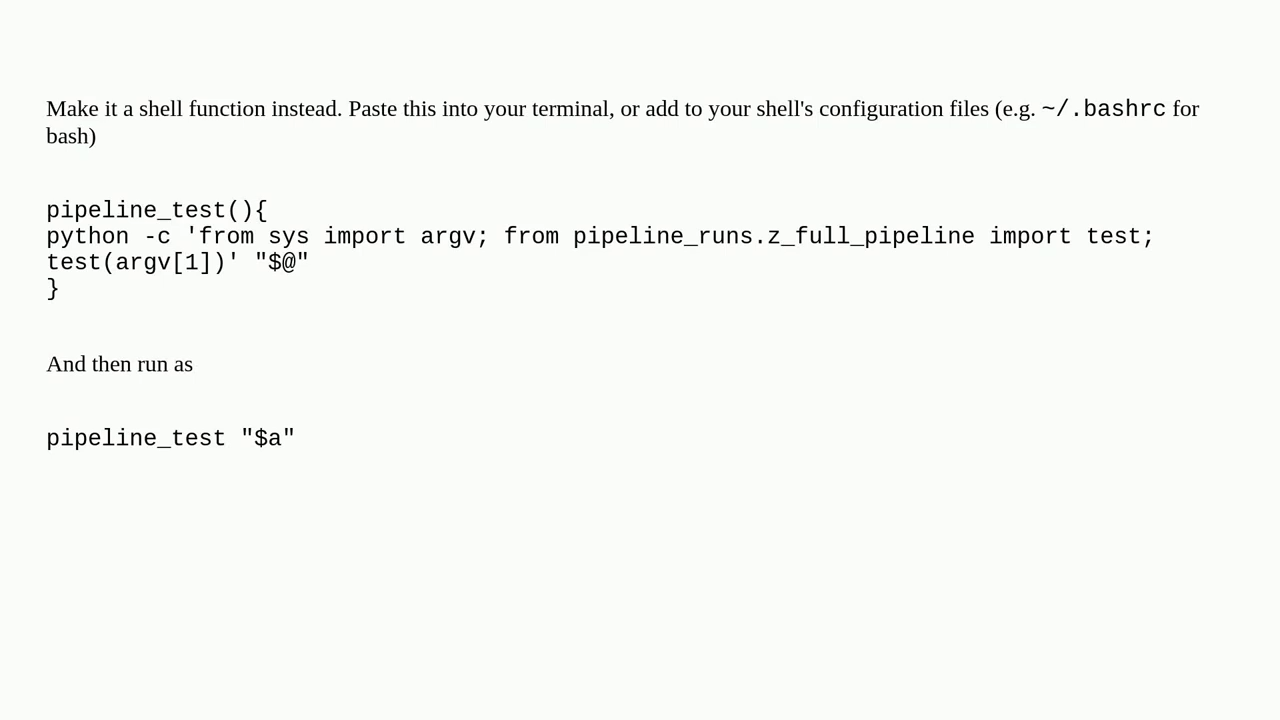 Make it a shell function instead. Paste this into your terminal, or add to your shell's configuration files (e.g. ~/.bashrc for
bash)
pipeline_test(){
python -c 'from sys import argv; from pipeline_runs.z_full_pipeline import test;
test(argv[1])' "$@"
}
And then run as
pipeline_test "$a"